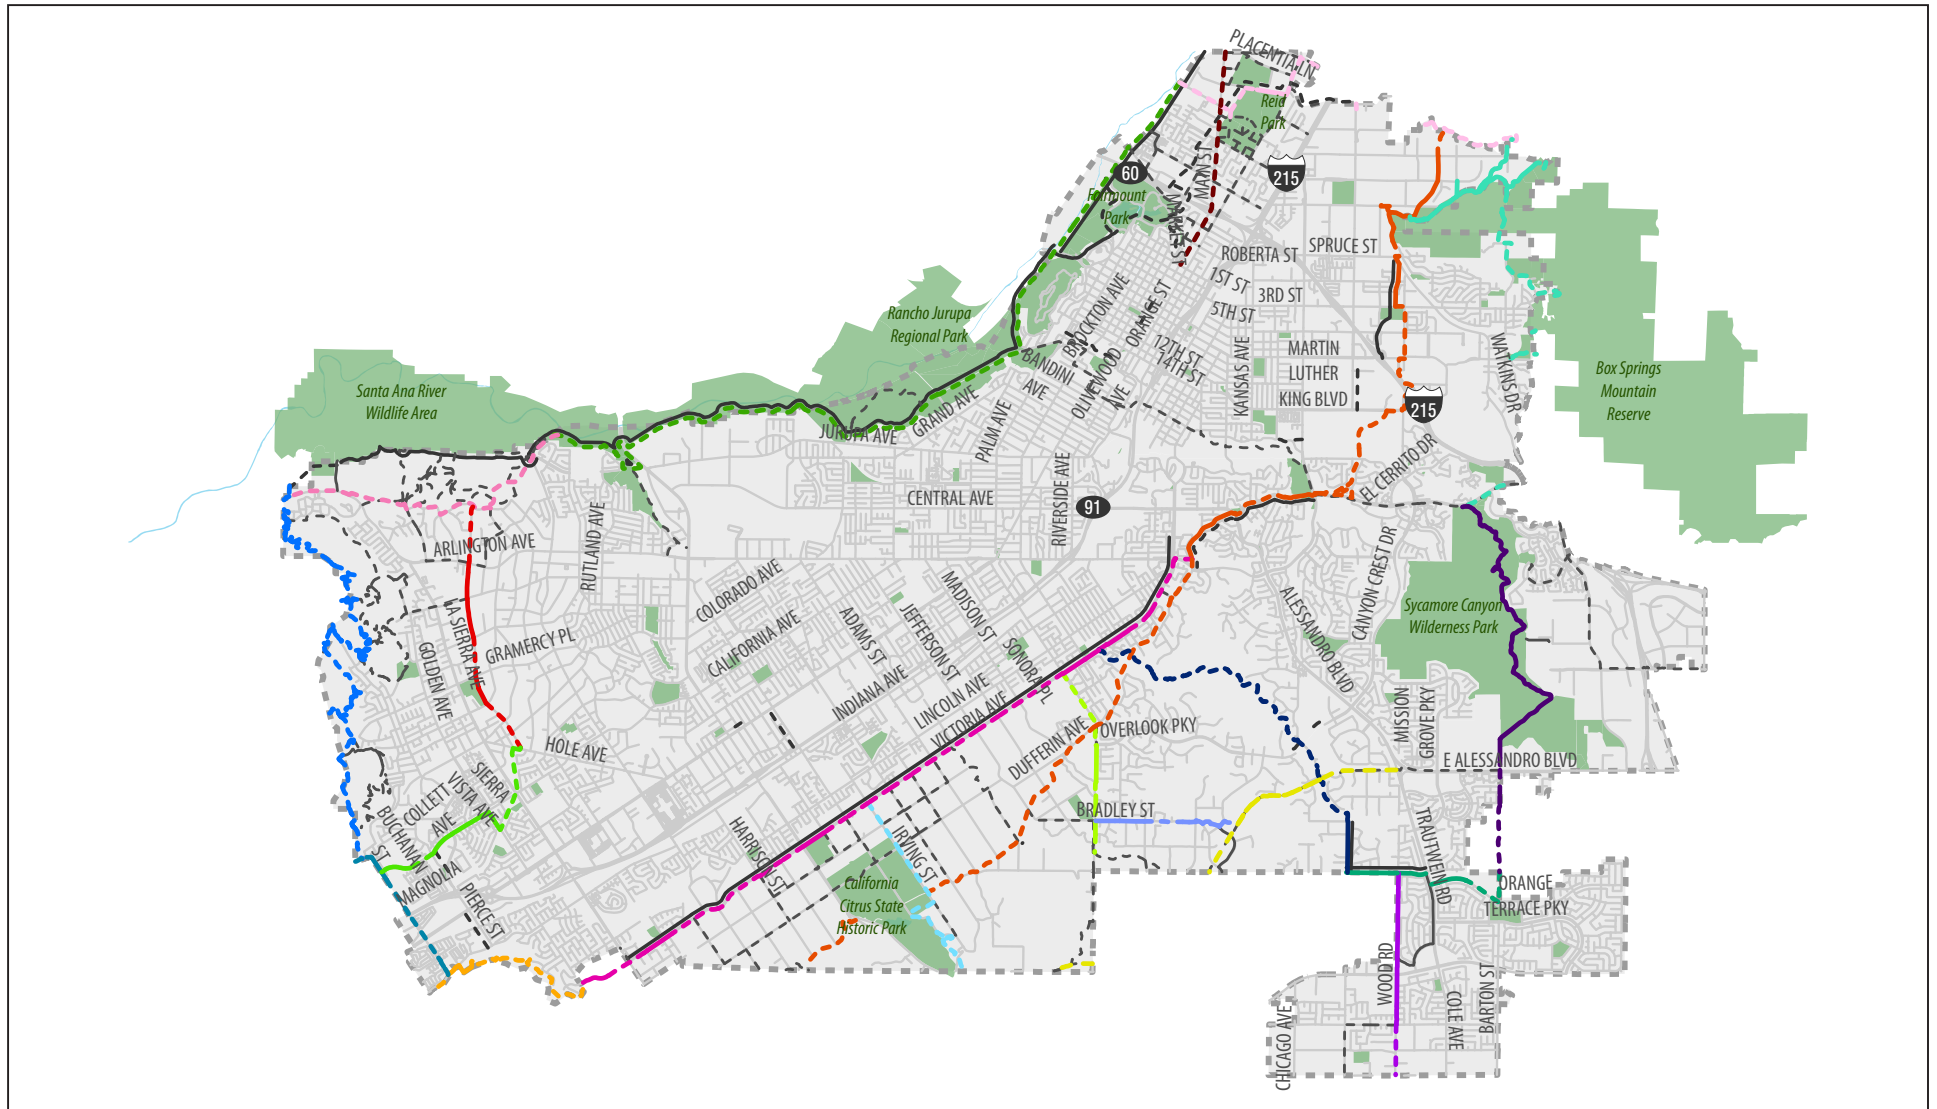 PLACENTIA LN
Reid
Park
60
215
MAIN ST
MARKET ST
Fairmount
Park
ROBERTA ST
SPRUCE ST
1ST ST
3RD ST
5TH ST
BROCKTON AVE
ORANGE ST
Rancho Jurupa
Regional Park
12TH ST
14TH ST
MARTIN
LUTHER
KING BLVD
KANSAS AVE
WATKINS DR
BANDINI
AVE
OLIVEWOOD
AVE
Box Springs
Mountain
Reserve
Santa Ana River
Wildlife Area
215
GRAND AVE
JURUPA AVE
PALM AVE
EL CERRITO DR
CENTRAL AVE
RIVERSIDE AVE
91
ARLINGTON AVE
RUTLAND AVE
COLORADO AVE
MADISON ST
CANYON CREST DR
ALESSANDRO BLVD
Sycamore Canyon
Wilderness Park
LA SIERRA AVE
GRAMERCY PL
CALIFORNIA AVE
ADAMS ST
JEFFERSON ST
SONORA PL
GOLDEN AVE
INDIANA AVE
LINCOLN AVE
VICTORIA AVE
MISSION
GROVE PKY
HOLE AVE
DUFFERIN AVE
OVERLOOK PKY
E ALESSANDRO BLVD
SIERRA
VISTA AVE
COLLETT
AVE
BUCHANAN
ST
BRADLEY ST
HARRISON ST
IRVING ST
TRAUTWEIN RD
MAGNOLIA
PIERCE ST
California
Citrus State
Historic Park
ORANGE
TERRACE PKY
WOOD RD
COLE AVE
BARTON ST
CHICAGO AVE